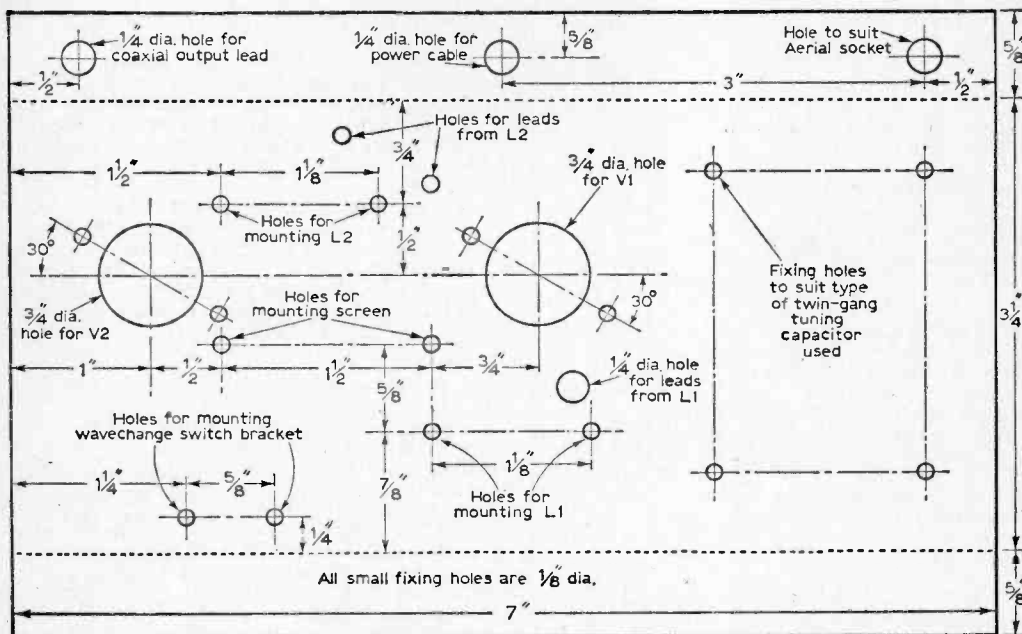 1/4" dia. hole for
coaxial output lead
1/4" dia. hole for
power cable
5/8"
Hole to suit
Aerial socket
5/8"
1/2"
3"
1/2"
Holes for leads
from L2
3/4"
1 1/2"
1 1/8"
3/4" dia. hole
for V1
Holes for
mounting L2
1/2"
30°
30°
3/4 dia.
hole for V2
Holes for
mounting screen
Fixing holes
to suit type
of twin-gang
tuning
capacitor
used
3 1/4"
1"
1/2"
1 1/2"
3/4"
5/8"
1/4" dia. hole
for leads
from L1
Holes for mounting
wavechange switch bracket
1 1/4"
5/8"
1 1/8"
7/8"
Holes for
mounting L1
1/4"
All small fixing holes are 1/8" dia.
5/8"
7"